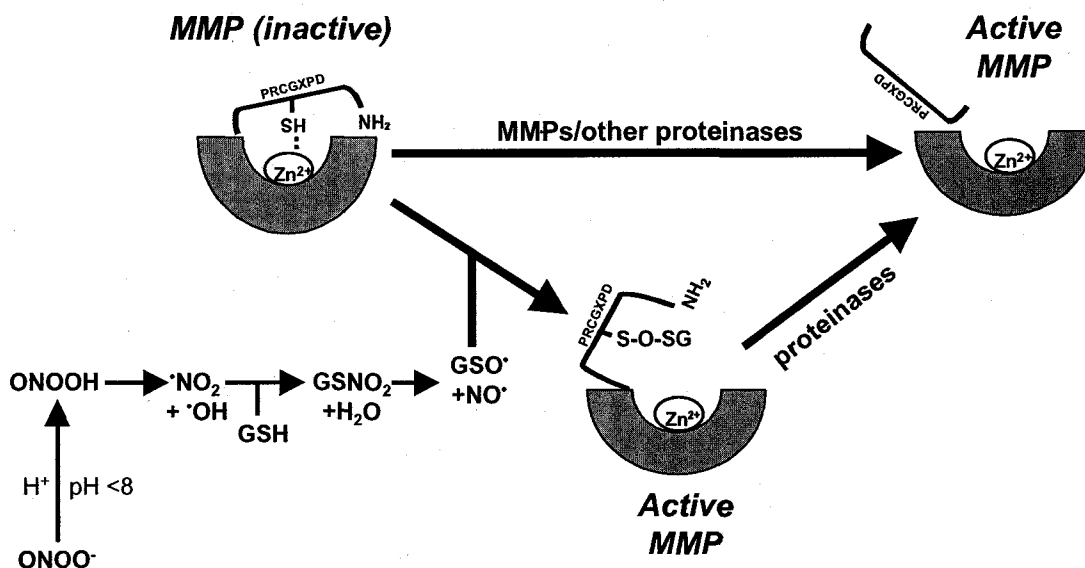 MMP (inactive)
PRCGXPD
SH
NH₂
Zn²⁺
MMPs/other proteinases
Active
MMP
PRCGXPD
Zn²⁺
PRCGXPD
NH₂
S-O-SG
Zn²⁺
Active
MMP
proteinases
ONOOH
•NO₂
+ •OH
GSH
GSNO₂
+H₂O
GSO•
+NO•
H⁺
pH <8
ONOO⁻